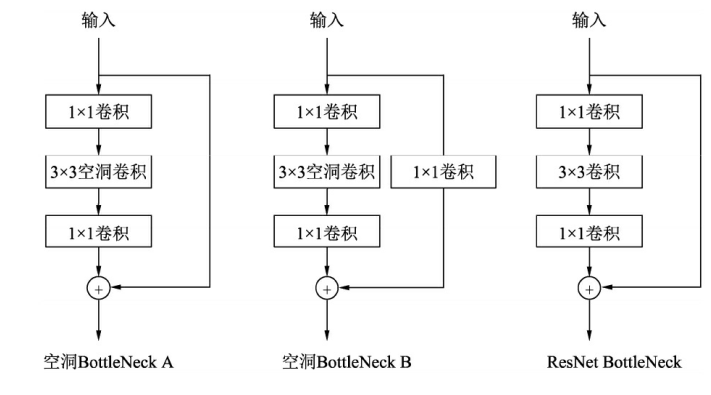 输入
1×1卷积
3×3空洞卷积
1×1卷积
+
空洞BottleNeck A
输入
1×1卷积
3×3空洞卷积
1×1卷积
1×1卷积
+
空洞BottleNeck B
输入
1×1卷积
3×3卷积
1×1卷积
+
ResNet BottleNeck